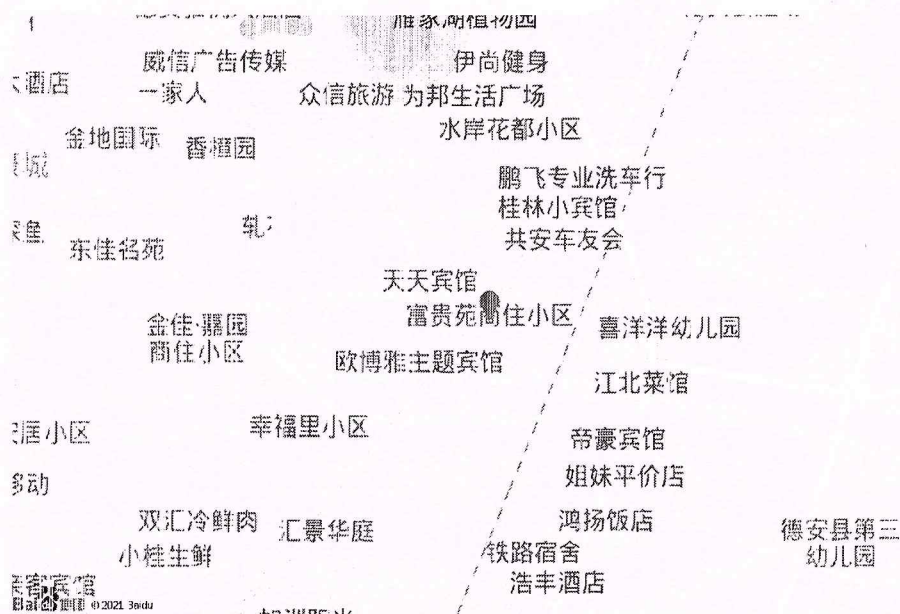 雁家湖植物园
威信广告传媒
伊尚健身
酒店
一家人
众信旅游
为邦生活广场
水岸花都小区
金地国际
香橙园
城
鹏飞专业洗车行
桂林小宾馆
共安车友会
东佳名苑
天天宾馆
富贵苑商住小区
金佳·鼎园
商住小区
喜洋洋幼儿园
欧博雅主题宾馆
江北菜馆
居小区
幸福里小区
帝豪宾馆
移动
姐妹平价店
双汇冷鲜肉
汇景华庭
鸿扬饭店
德安县第三
幼儿园
小桂生鲜
铁路宿舍
宾馆
浩丰酒店
© 2021 Baidu